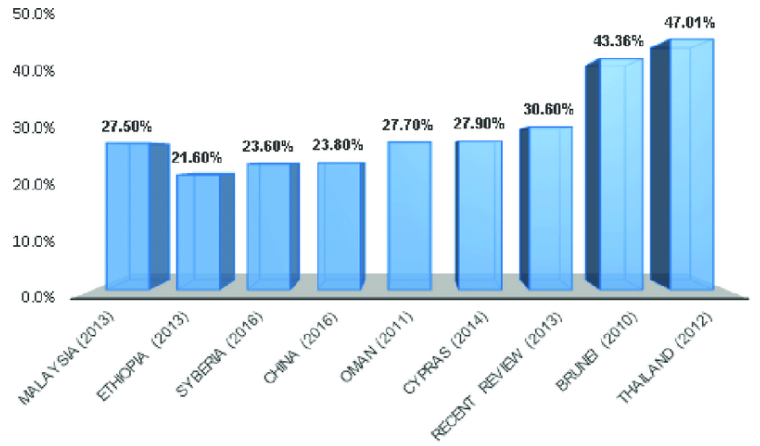 50.0%
40.0%
30.0%
20.0%
10.0%
0.0%
27.50%
21.60%
23.60%
23.80%
27.70%
27.90%
30.60%
43.36%
47.01%
MALAYSIA (2013)
ETHIOPIA (2013)
SYBERIA (2016)
CHINA (2016)
OMAN (2011)
CYPRAS (2014)
RECENT REVIEW (2013)
BRUNEI (2010)
THAILAND (2012)